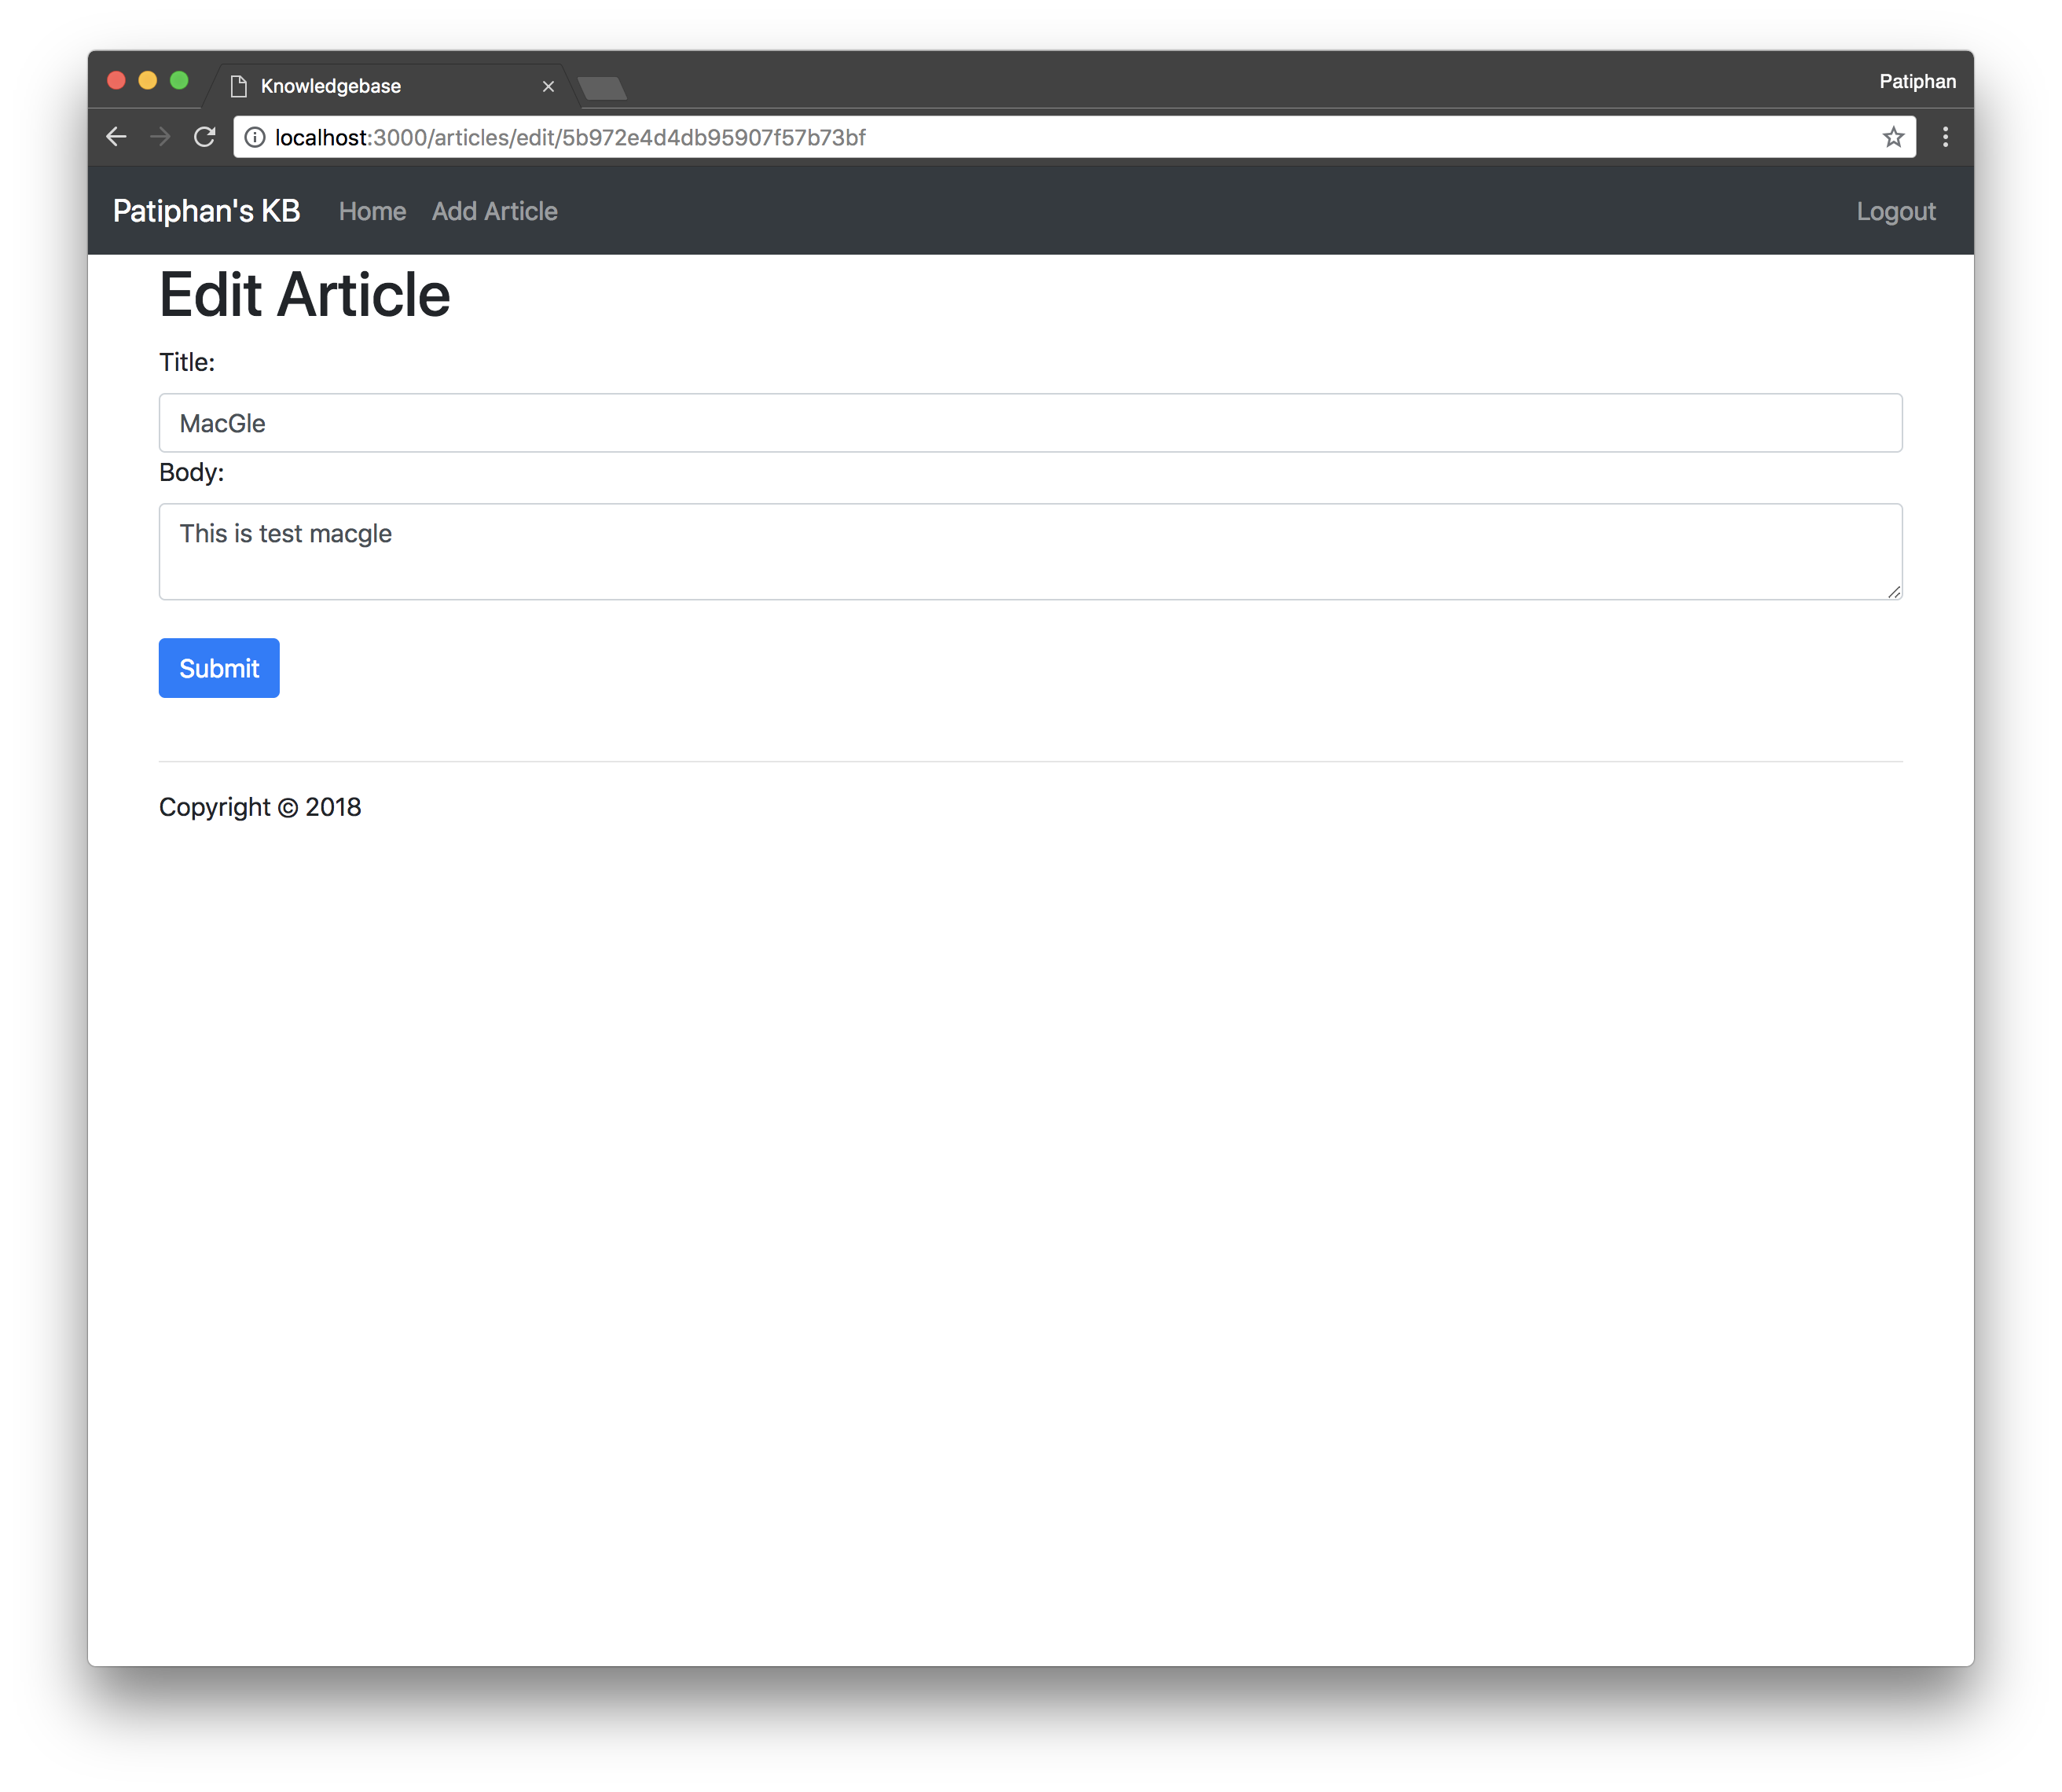 Knowledgebase
Patiphan
localhost:3000/articles/edit/5b972e4d4db95907f57b73bf
Patiphan's KB Home Add Article Logout
Edit Article
Title:
MacGle
Body:
This is test macgle
Submit
Copyright © 2018